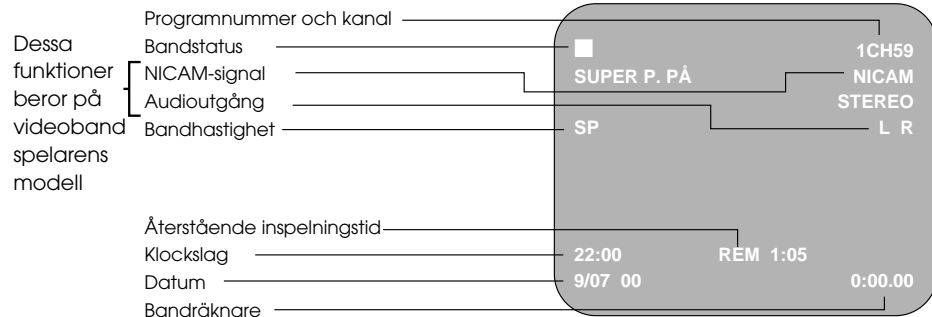 Dessa
funktioner
beror på
videoband
spelarens
modell
Programnummer och kanal
Bandstatus
NICAM-signal
Audioutgång
Bandhastighet
Återstående inspelningstid
Klockslag
Datum
Bandräknare
1CH59
SUPER P. PÅ
NICAM
STEREO
SP
L R
22:00
REM 1:05
9/07 00
0:00.00